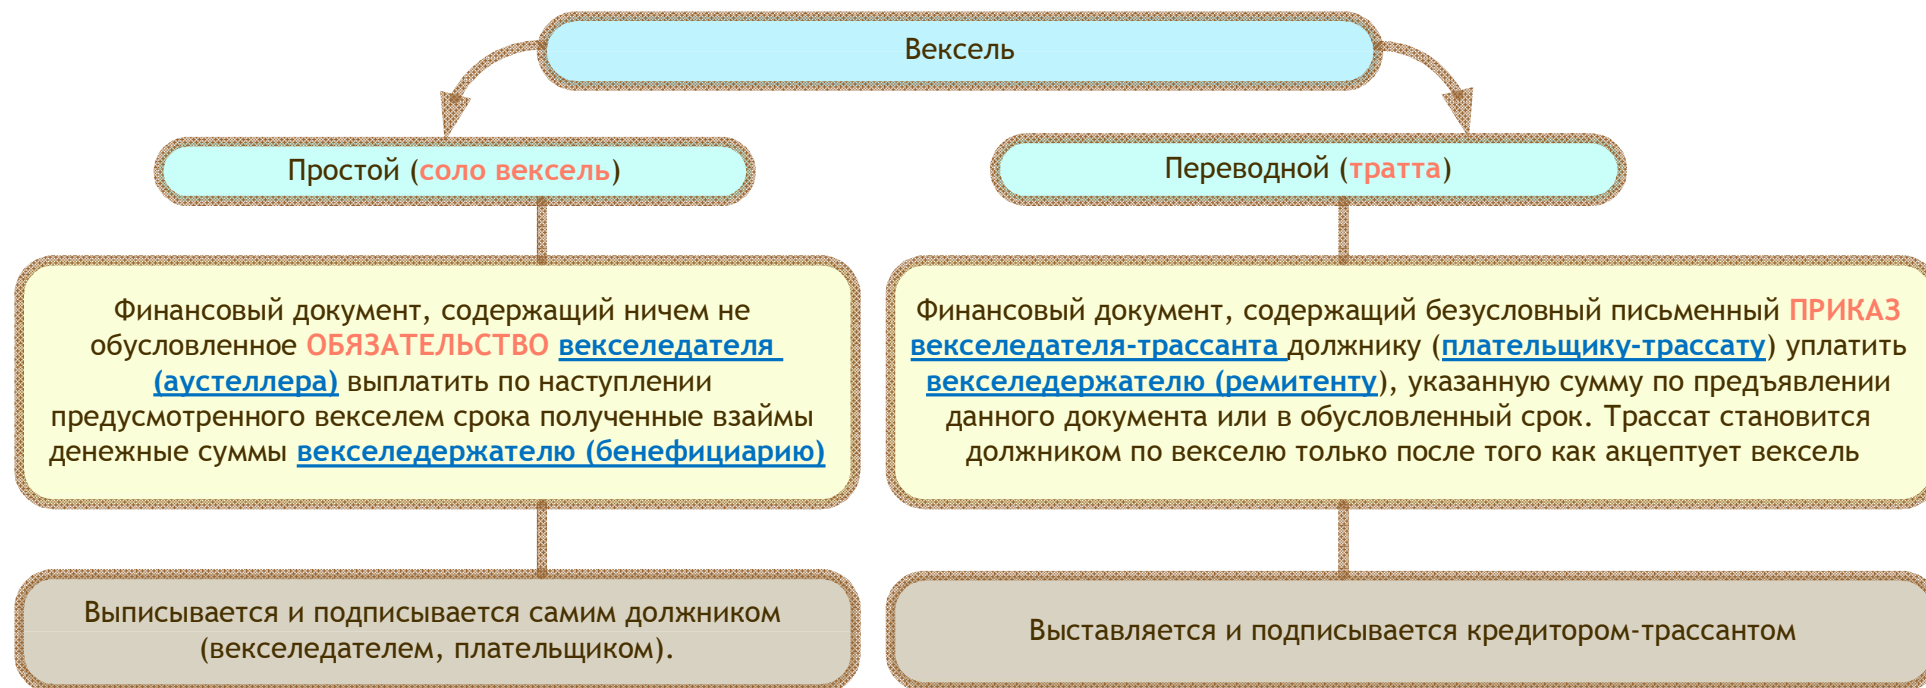 Вексель
Простой (соло вексель)
Переводной (тратта)
Финансовый документ, содержащий ничем не
обусловленное ОБЯЗАТЕЛЬСТВО векселедателя
(аустеллера) выплатить по наступлении
предусмотренного векселем срока полученные взаймы
денежные суммы векселедержателю (бенефициарию)
Финансовый документ, содержащий безусловный письменный ПРИКАЗ
векселедателя-трассанта должнику (плательщику-трассату) уплатить
векселедержателю (ремитенту), указанную сумму по предъявлении
данного документа или в обусловленный срок. Трассат становится
должником по векселю только после того как акцептует вексель
Выписывается и подписывается самим должником
(векселедателем, плательщиком).
Выставляется и подписывается кредитором-трассантом